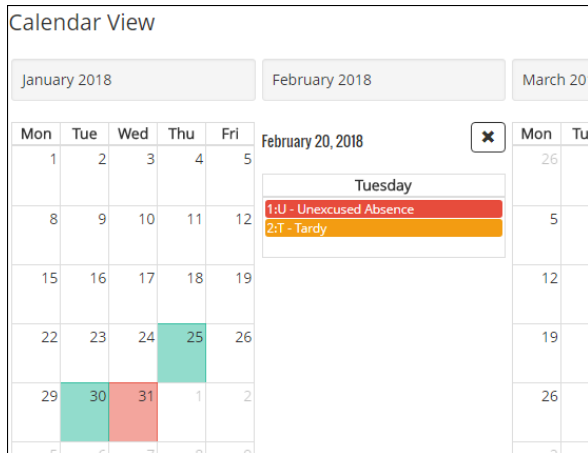 Calendar View
January 2018
February 2018
March 20
Mon Tue Wed Thu Fri
1 2 3 4 5
8 9 10 11 12
15 16 17 18 19
22 23 24 25 26
29 30 31 1 2
February 20, 2018 ✖
Tuesday
1:U - Unexcused Absence
2:T - Tardy
Mon Tu
26
5
12
19
26